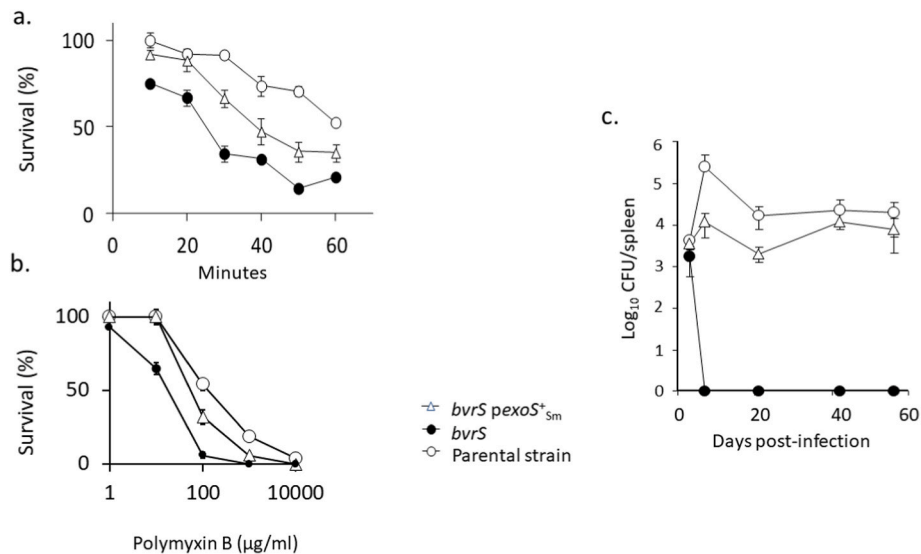 a.
100
50
0
Survival (%)
0 20 40 60
Minutes
b.
100
50
0
Survival (%)
1 100 10000
Polymyxin B (µg/ml)
bvrS pexoS⁺Sm
bvrS
Parental strain
c.
6
5
4
3
2
1
0
Log₁₀ CFU/spleen
0 20 40 60
Days post-infection